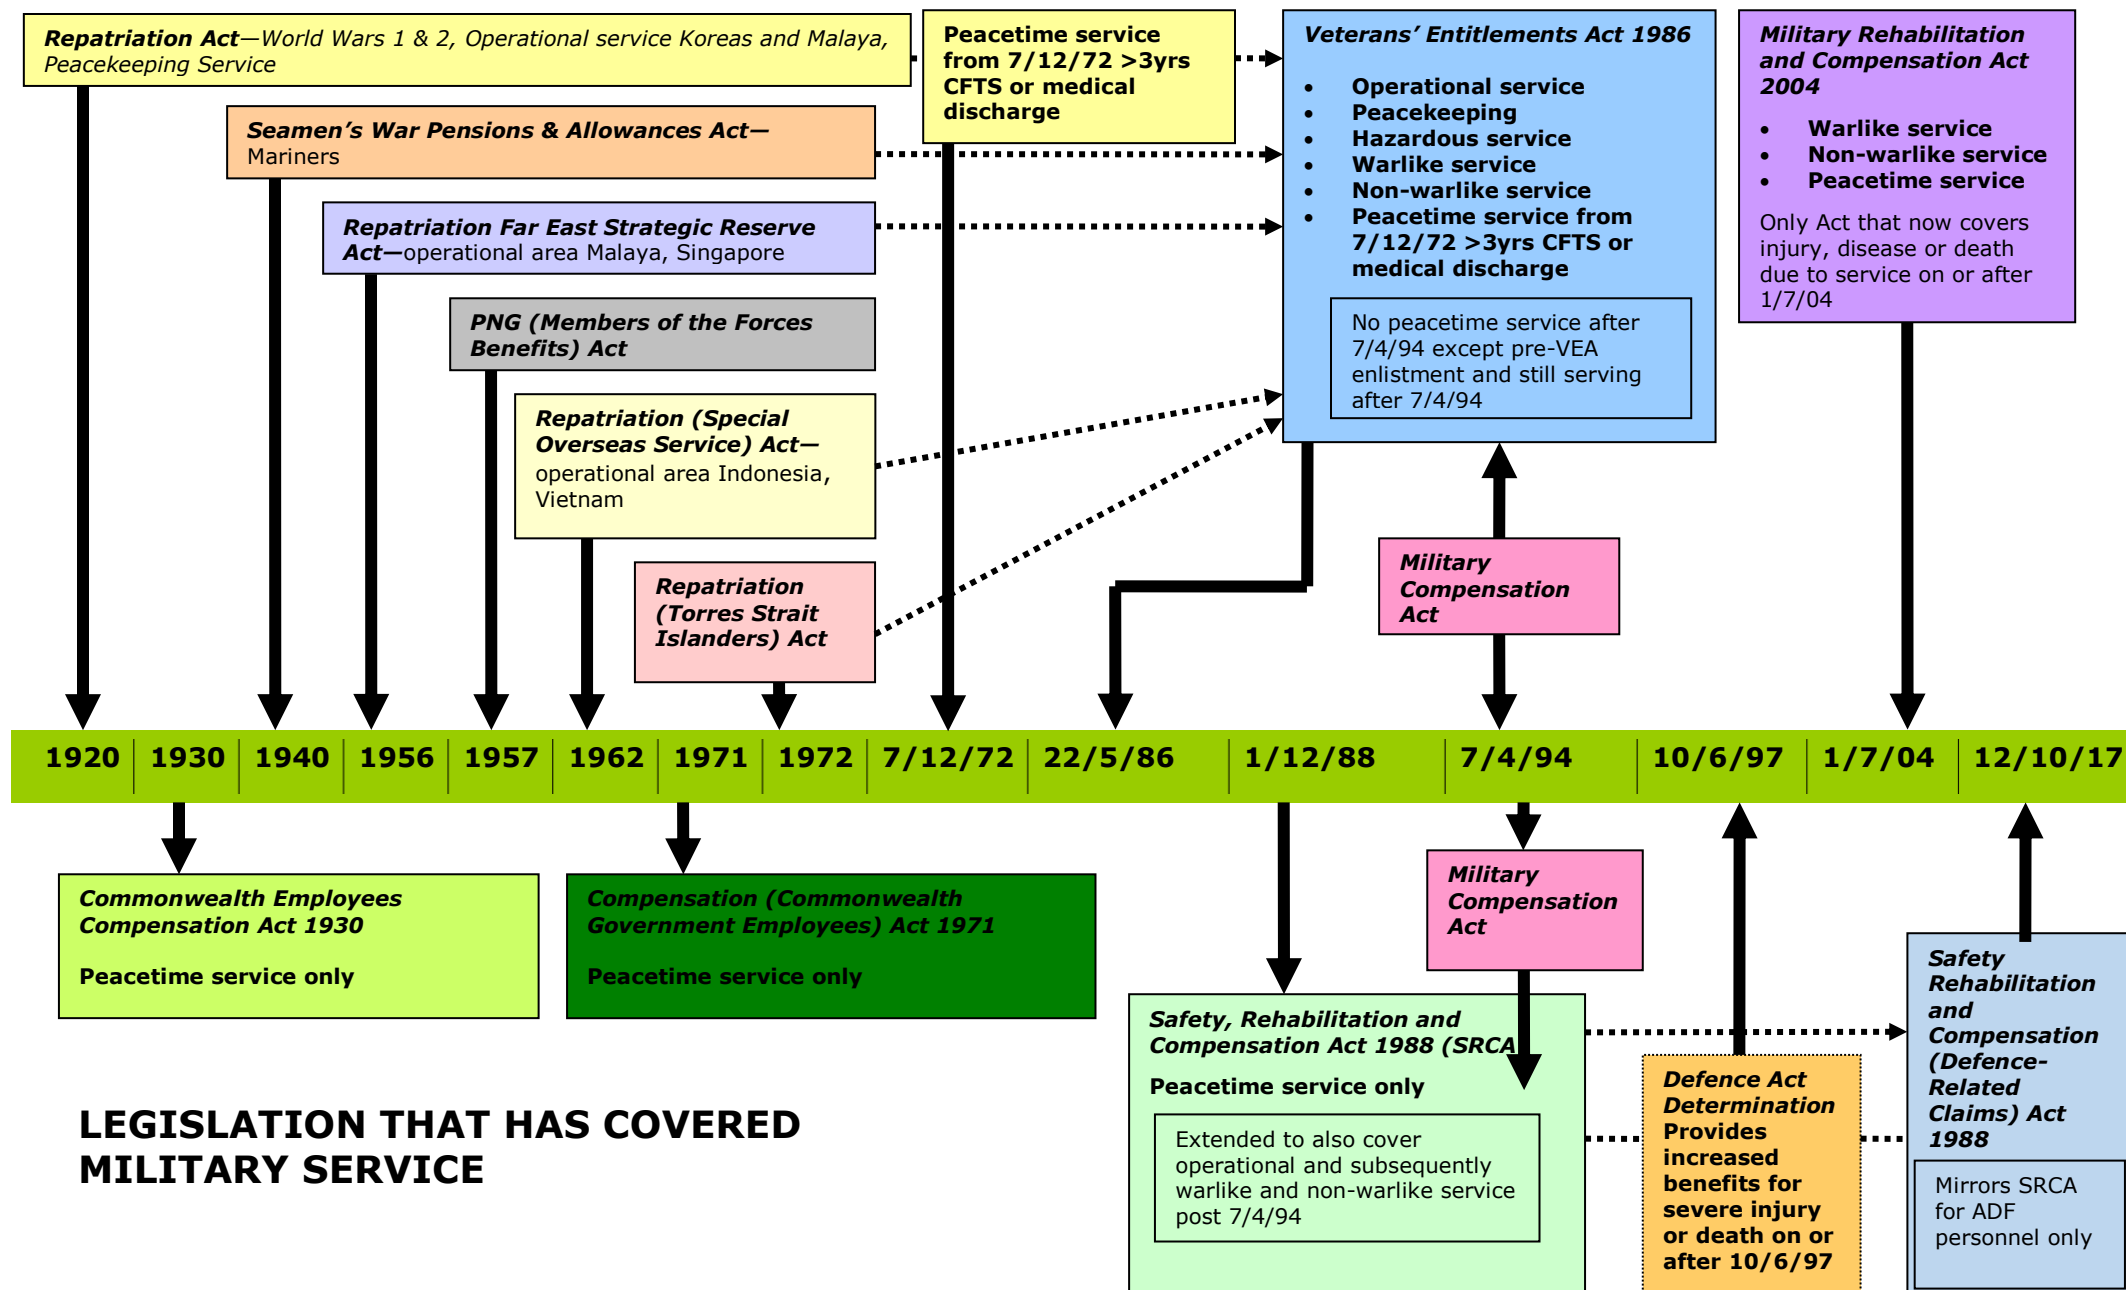 Repatriation Act—World Wars 1 & 2, Operational service Koreas and Malaya,
Peacekeeping Service
Peacetime service
from 7/12/72 >3yrs
CFTS or medical
discharge
Veterans’ Entitlements Act 1986
• Operational service
• Peacekeeping
• Hazardous service
• Warlike service
• Non-warlike service
• Peacetime service from
7/12/72 >3yrs CFTS or
medical discharge
No peacetime service after
7/4/94 except pre-VEA
enlistment and still serving
after 7/4/94
Military Rehabilitation
and Compensation Act
2004
• Warlike service
• Non-warlike service
• Peacetime service
Only Act that now covers
injury, disease or death
due to service on or after
1/7/04
Seamen’s War Pensions & Allowances Act—
Mariners
Repatriation Far East Strategic Reserve
Act—operational area Malaya, Singapore
PNG (Members of the Forces
Benefits) Act
Repatriation (Special
Overseas Service) Act—
operational area Indonesia,
Vietnam
Repatriation
(Torres Strait
Islanders) Act
Military
Compensation
Act
1920 1930 1940 1956 1957 1962 1971 1972 7/12/72 22/5/86 1/12/88 7/4/94 10/6/97 1/7/04 12/10/17
Commonwealth Employees
Compensation Act 1930
Peacetime service only
Compensation (Commonwealth
Government Employees) Act 1971
Peacetime service only
Military
Compensation
Act
Safety, Rehabilitation and
Compensation Act 1988 (SRCA
Peacetime service only
Extended to also cover
operational and subsequently
warlike and non-warlike service
post 7/4/94
Defence Act
Determination
Provides
increased
benefits for
severe injury
or death on or
after 10/6/97
Safety
Rehabilitation
and
Compensation
(Defence-
Related
Claims) Act
1988
Mirrors SRCA
for ADF
personnel only
LEGISLATION THAT HAS COVERED
MILITARY SERVICE